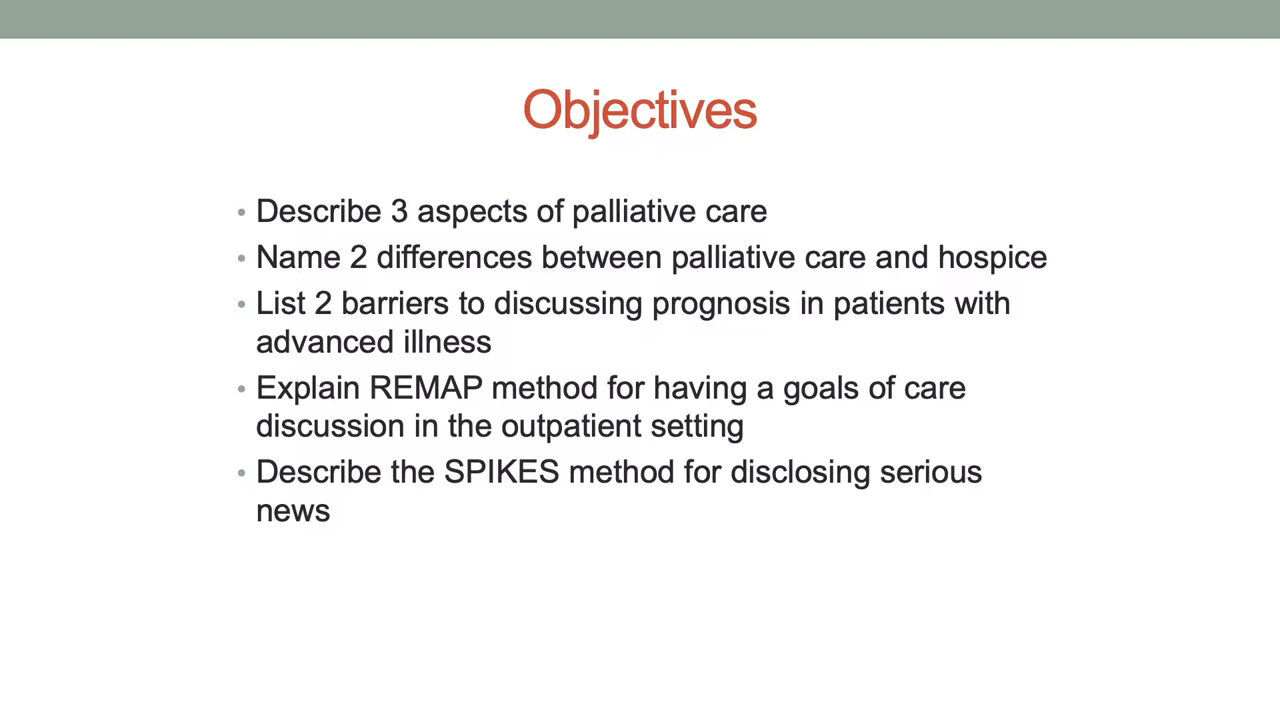 Objectives
• Describe 3 aspects of palliative care
• Name 2 differences between palliative care and hospice
• List 2 barriers to discussing prognosis in patients with
advanced illness
• Explain REMAP method for having a goals of care
discussion in the outpatient setting
• Describe the SPIKES method for disclosing serious
news